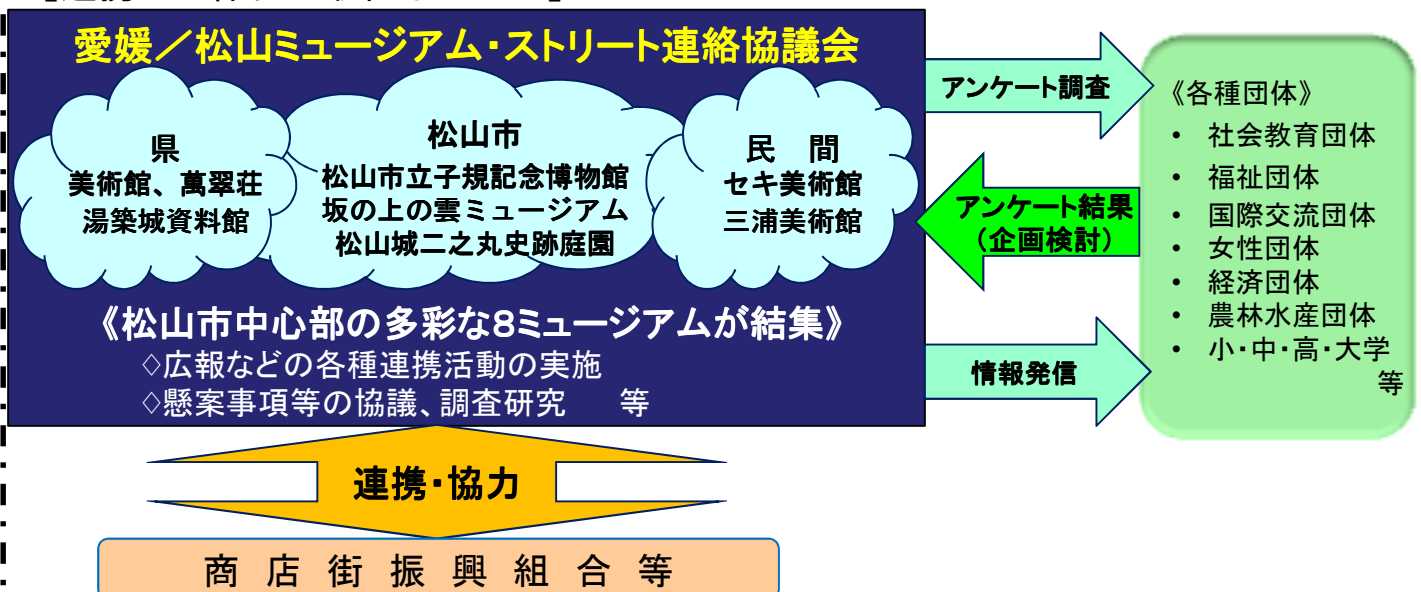 愛媛／松山ミュージアム・ストリート連絡協議会
県
美術館、萬翠荘
湯築城資料館
松山市
松山市立子規記念博物館
坂の上の雲ミュージアム
松山城二之丸史跡庭園
民　間
セキ美術館
三浦美術館
《松山市中心部の多彩な８ミュージアムが結集》
◇広報などの各種連携活動の実施
◇懸案事項等の協議、調査研究　　等
アンケート調査
アンケート結果
（企画検討）
情報発信
《各種団体》
• 社会教育団体
• 福祉団体
• 国際交流団体
• 女性団体
• 経済団体
• 農林水産団体
• 小・中・高・大学
等
連携・協力
商 店 街 振 興 組 合 等